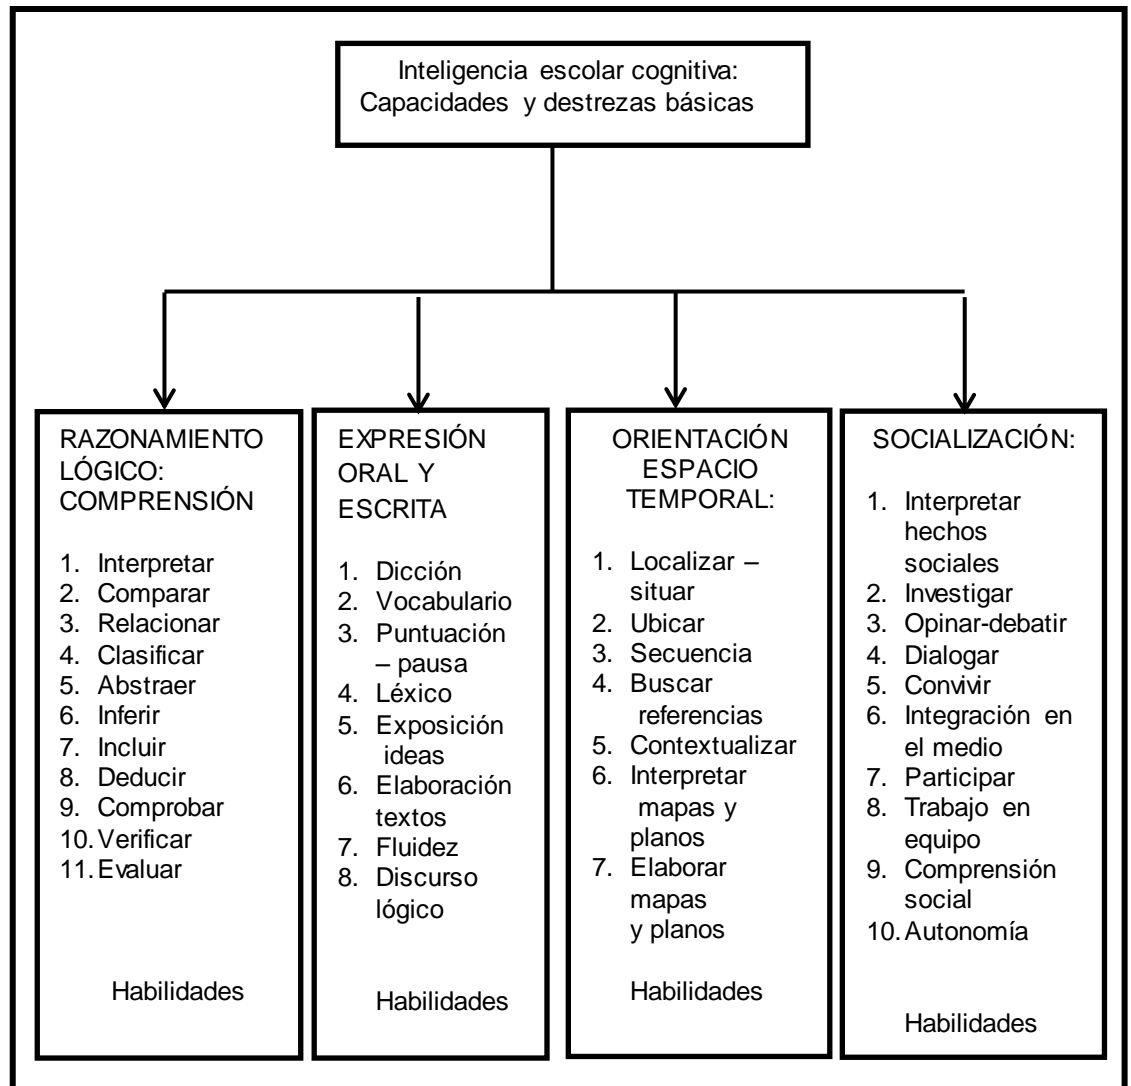 Inteligencia escolar cognitiva:
Capacidades y destrezas básicas
RAZONAMIENTO
LÓGICO:
COMPRENSIÓN
1. Interpretar
2. Comparar
3. Relacionar
4. Clasificar
5. Abstraer
6. Inferir
7. Incluir
8. Deducir
9. Comprobar
10. Verificar
11. Evaluar
Habilidades
EXPRESIÓN
ORAL Y
ESCRITA
1. Dicción
2. Vocabulario
3. Puntuación
– pausa
4. Léxico
5. Exposición
ideas
6. Elaboración
textos
7. Fluidez
8. Discurso
lógico
Habilidades
ORIENTACIÓN
ESPACIO
TEMPORAL:
1. Localizar –
situar
2. Ubicar
3. Secuencia
4. Buscar
referencias
5. Contextualizar
6. Interpretar
mapas y
planos
7. Elaborar
mapas
y planos
Habilidades
SOCIALIZACIÓN:
1. Interpretar
hechos
sociales
2. Investigar
3. Opinar-debatir
4. Dialogar
5. Convivir
6. Integración en
el medio
7. Participar
8. Trabajo en
equipo
9. Comprensión
social
10. Autonomía
Habilidades